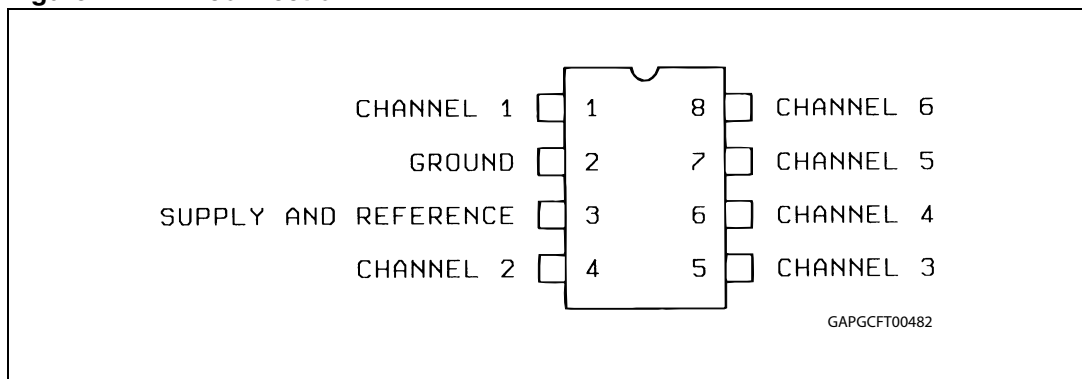 CHANNEL 1 1 8 CHANNEL 6
GROUND 2 7 CHANNEL 5
SUPPLY AND REFERENCE 3 6 CHANNEL 4
CHANNEL 2 4 5 CHANNEL 3
GAPGCFT00482